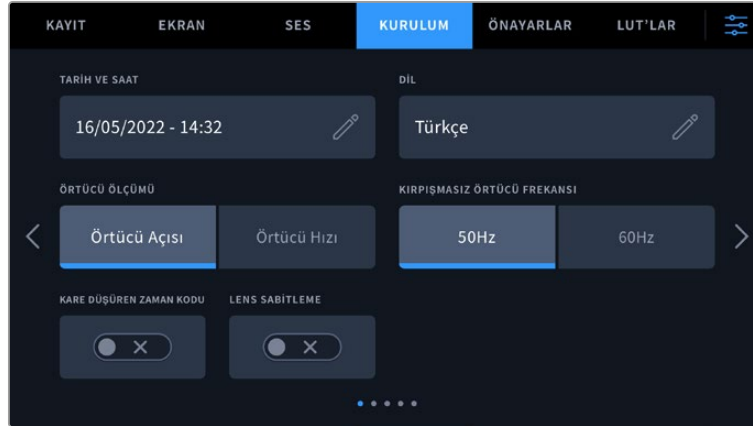 KAYIT EKRAN SES KURULUM ÖNAYARLAR LUT'LAR
TARİH VE SAAT DİL
16/05/2022 - 14:32 Türkçe
ÖRTÜCÜ ÖLÇÜMÜ KIRPIŞMASIZ ÖRTÜCÜ FREKANSI
Örtücü Açısı Örtücü Hızı 50Hz 60Hz
KARE DÜŞÜREN ZAMAN KODU LENS SABİTLEME